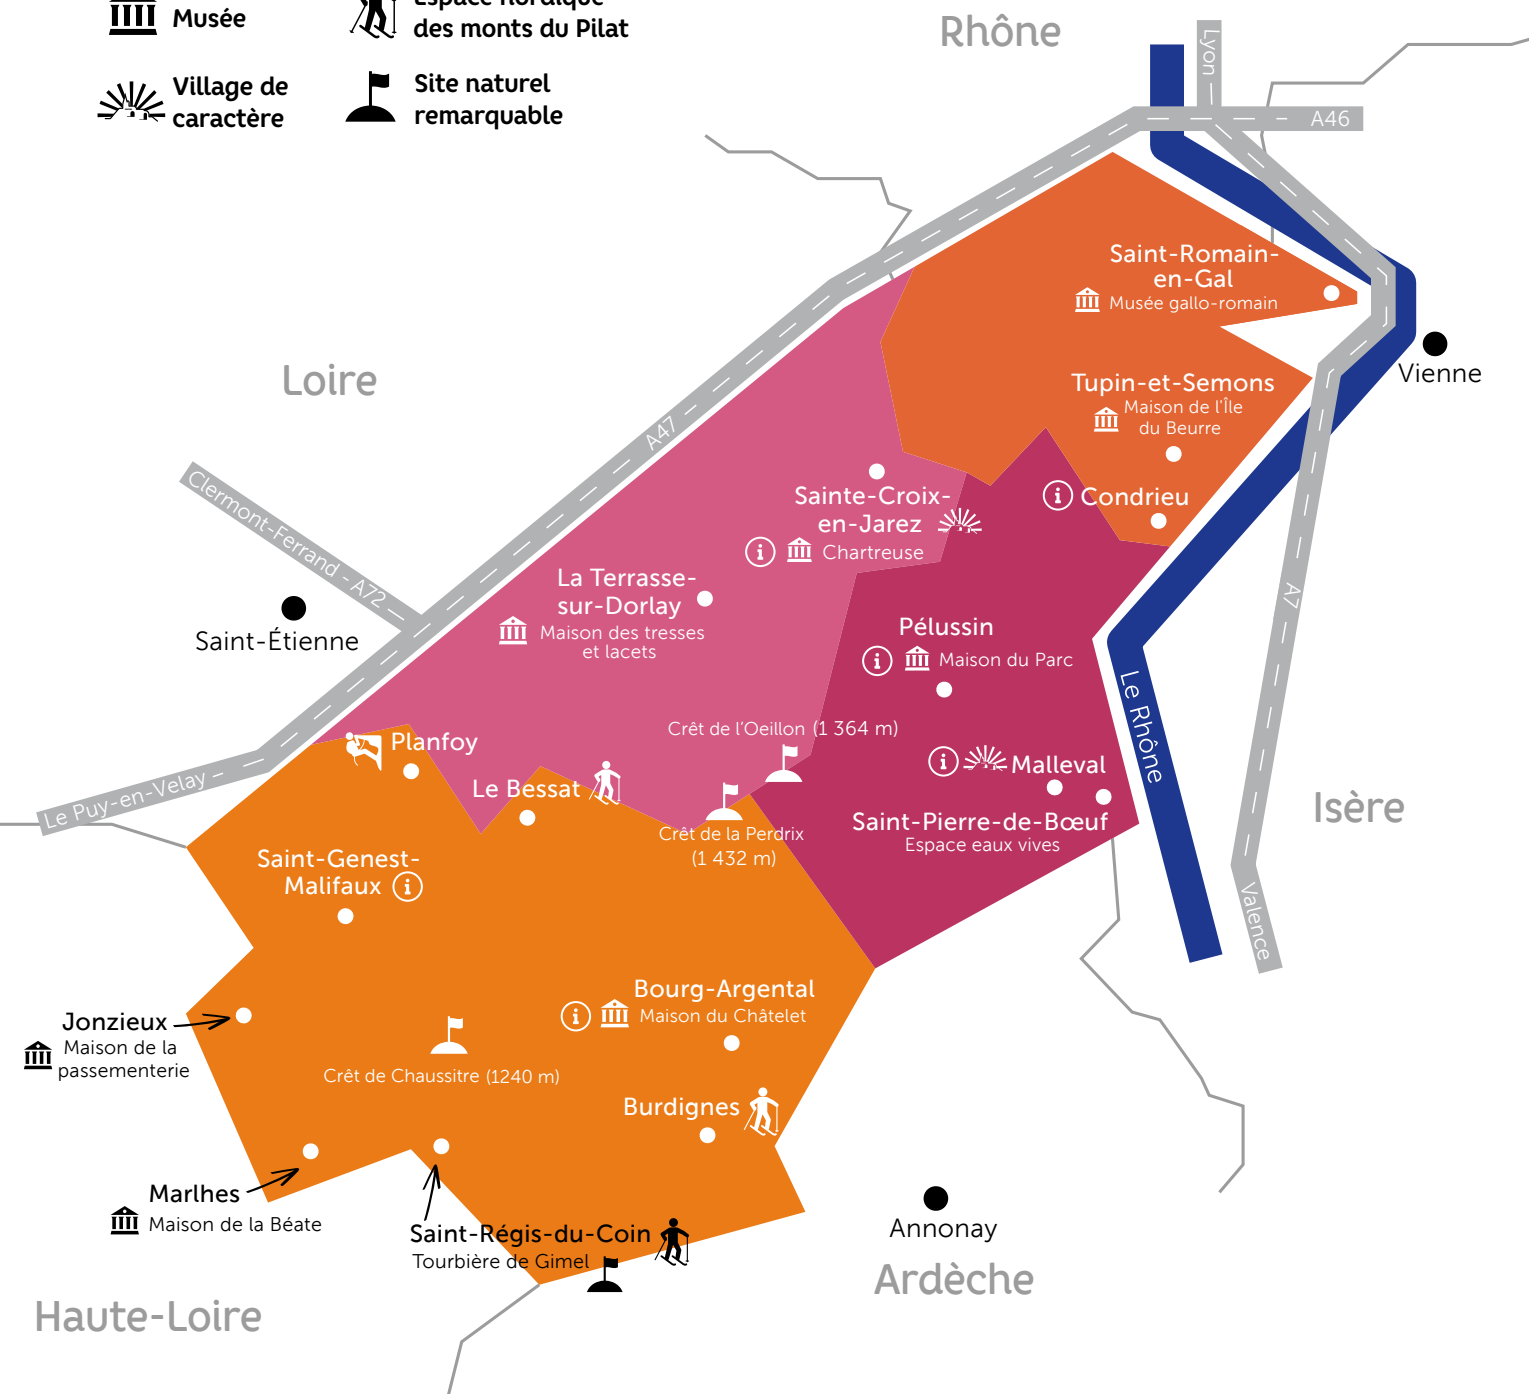 Musée
Espace nordique
des monts du Pilat
Village de
caractère
Site naturel
remarquable
Rhône
Lyon
A46
Saint-Romain-
en-Gal
Musée gallo-romain
Loire
Vienne
Tupin-et-Semons
Maison de l'Île
du Beurre
A47
Clermont-Ferrand - A72
Sainte-Croix-
en-Jarez
Chartreuse
Condrieu
La Terrasse-
sur-Dorlay
Maison des tresses
et lacets
A7
Saint-Étienne
Pélussin
Maison du Parc
Le Rhône
Crêt de l’Oeillon (1 364 m)
Planfoy
Le Bessat
Malleval
Le Puy-en-Velay
Isère
Saint-Pierre-de-Bœuf
Espace eaux vives
Crêt de la Perdrix
(1 432 m)
Saint-Genest-
Malifaux
Valence
Bourg-Argental
Maison du Châtelet
Jonzieux
Maison de la
passementerie
Crêt de Chaussitre (1240 m)
Burdignes
Marlhes
Maison de la Béate
Saint-Régis-du-Coin
Tourbière de Gimel
Annonay
Ardèche
Haute-Loire